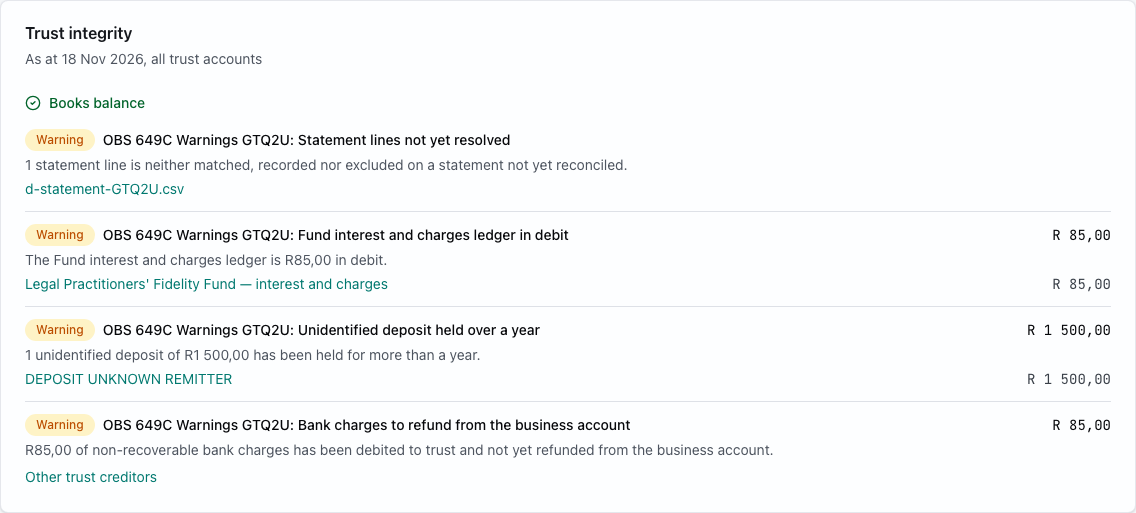 Trust integrity
As at 18 Nov 2026, all trust accounts
Books balance
Warning OBS 649C Warnings GTQ2U: Statement lines not yet resolved
1 statement line is neither matched, recorded nor excluded on a statement not yet reconciled.
d-statement-GTQ2U.csv
Warning OBS 649C Warnings GTQ2U: Fund interest and charges ledger in debit R 85,00
The Fund interest and charges ledger is R85,00 in debit.
Legal Practitioners' Fidelity Fund — interest and charges R 85,00
Warning OBS 649C Warnings GTQ2U: Unidentified deposit held over a year R 1 500,00
1 unidentified deposit of R1 500,00 has been held for more than a year.
DEPOSIT UNKNOWN REMITTER R 1 500,00
Warning OBS 649C Warnings GTQ2U: Bank charges to refund from the business account R 85,00
R85,00 of non-recoverable bank charges has been debited to trust and not yet refunded from the business account.
Other trust creditors